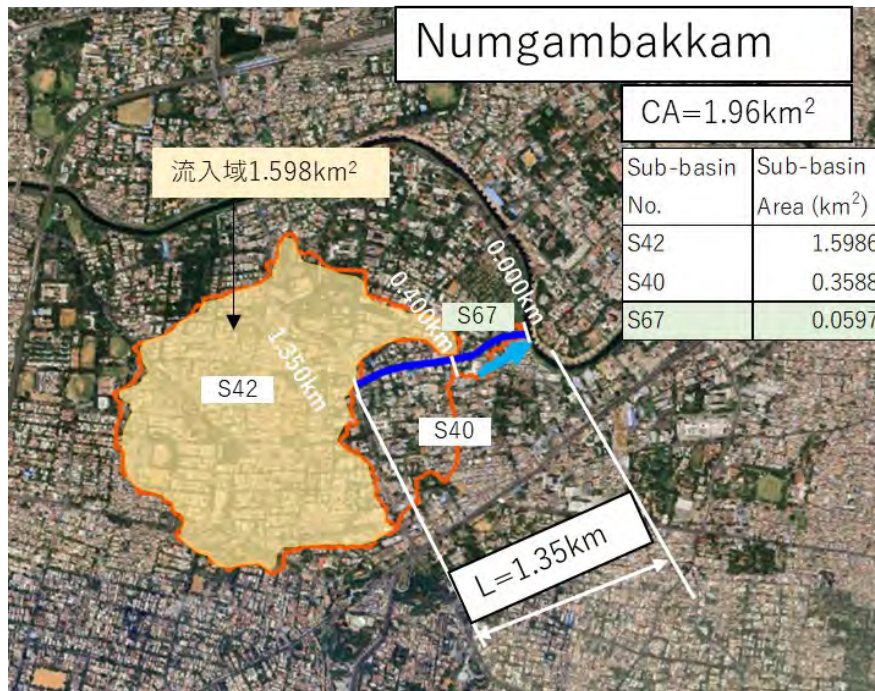 Numgambakkam
CA=1.96km²
流入域1.598km²
Sub-basin No. Sub-basin Area (km²)
S42 1.5986
S40 0.3588
S67 0.0597
0.000km
0.400km
S67
1.350km
S42
S40
L=1.35km